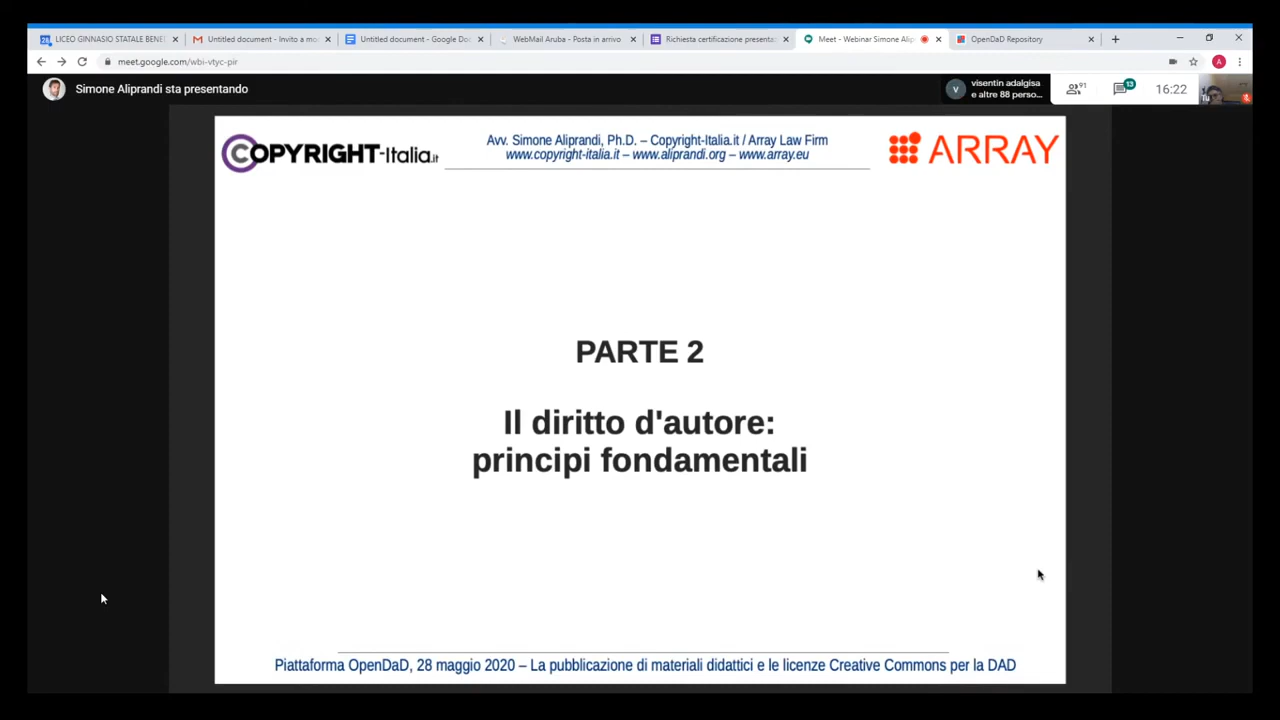 LICEO GINNASIO STATALE BENE
Untitled document - Invito a mo
Untitled document - Google Doc
WebMail Aruba - Posta in arrivo
Richiesta certificazione presenta
Meet - Webinar Simone Alip
OpenDaD Repository
meet.google.com/wbi-vtyc-pir
A
Simone Aliprandi sta presentando
v
visentin adalgisa
e altre 88 perso...
91
13
16:22
Tu
COPYRIGHT-Italia.it
Avv. Simone Aliprandi, Ph.D. – Copyright-Italia.it / Array Law Firm
www.copyright-italia.it – www.aliprandi.org – www.array.eu
ARRAY
PARTE 2
Il diritto d'autore:
principi fondamentali
Piattaforma OpenDaD, 28 maggio 2020 – La pubblicazione di materiali didattici e le licenze Creative Commons per la DAD